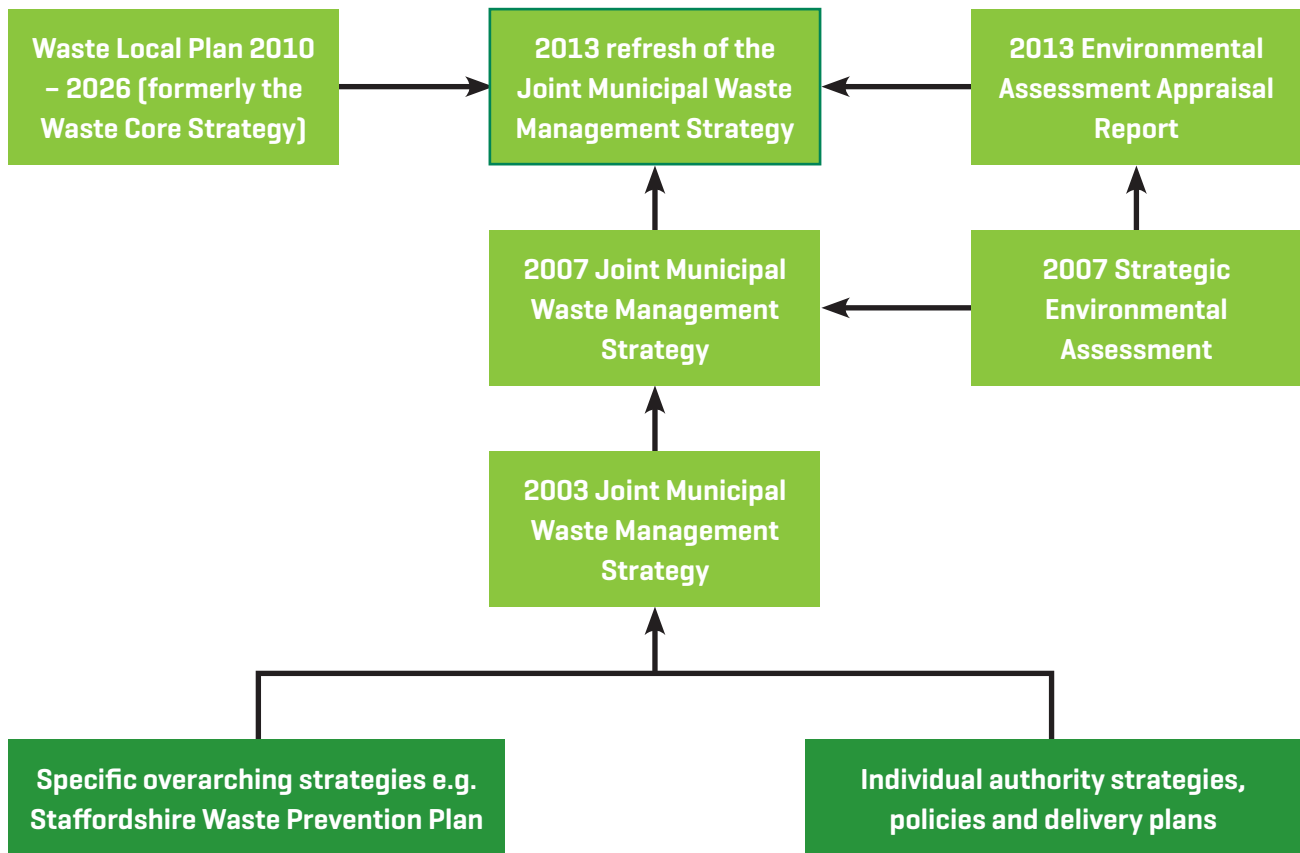 Waste Local Plan 2010
– 2026 (formerly the
Waste Core Strategy)
2013 refresh of the
Joint Municipal Waste
Management Strategy
2013 Environmental
Assessment Appraisal
Report
2007 Joint Municipal
Waste Management
Strategy
2007 Strategic
Environmental
Assessment
2003 Joint Municipal
Waste Management
Strategy
Specific overarching strategies e.g.
Staffordshire Waste Prevention Plan
Individual authority strategies,
policies and delivery plans